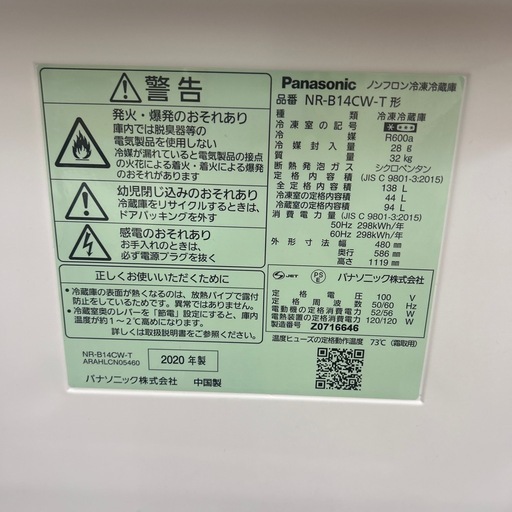 警告
発火・爆発のおそれあり
庫内では脱臭器等の
電気製品を使用しない
冷媒が漏れていると電気製品の接点
の火花による着火・着火による爆発
幼児閉じ込みのおそれあり
冷蔵庫をリサイクルするときは、
ドアパッキングを外す
感電のおそれあり
お手入れのときは、
必ず電源プラグを抜く
正しくお使いいただくために
・冷蔵庫の表面が熱くなるのは、放熱パイプで露付
防止をしているためです。異常ではありません。
・冷蔵室奥のレバーを「節電」設定にすると、庫内
温度が約1～2℃高めになります。
詳しくは取扱説明書をご参照ください。
NR-B14CW-T
ARAHLCN05460
2020年製
パナソニック株式会社 中国製
Panasonic ノンフロン冷凍冷蔵庫
品番 NR-B14CW-T形
種類 冷凍冷蔵庫
冷凍室の記号
冷媒 R600a
冷媒封入量 28 g
質量 32 kg
断熱発泡ガス シクロペンタン
定格内容積 (JIS C 9801-3:2015)
全定格内容積 138 L
冷凍室の定格内容積 44 L
冷蔵室の定格内容積 94 L
消費電力量 (JIS C 9801-3:2015)
50Hz 298kWh/年
60Hz 298kWh/年
外形寸法 幅 480 mm
奥行 586 mm
高さ 1119 mm
S JET PS E パナソニック株式会社
定格電圧 100 V
定格周波数 50/60 Hz
電動機の定格消費電力 52/56 W
電熱装置の定格消費電力 120/120 W
製造番号 Z0716646
温度ヒューズの定格動作温度 73℃(霜取用)